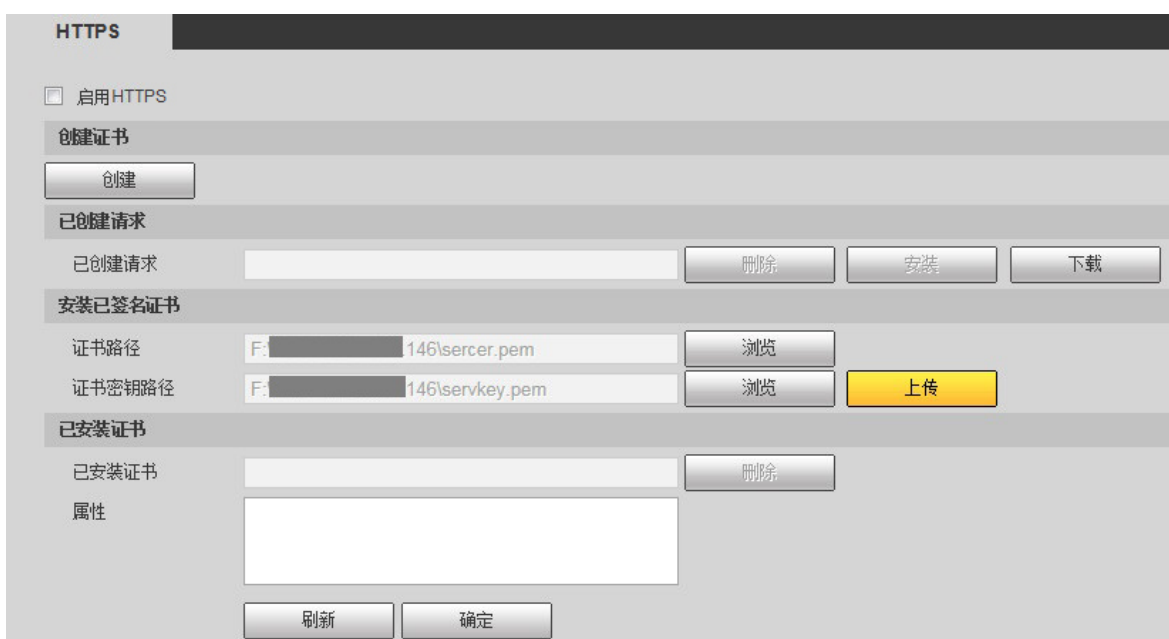 HTTPS
启用HTTPS
创建证书
创建
已创建请求
已创建请求 删除 安装 下载
安装已签名证书
证书路径 F:\ .146\sercer.pem 浏览
证书密钥路径 F:\ 146\servkey.pem 浏览 上传
已安装证书
已安装证书 删除
属性
刷新 确定